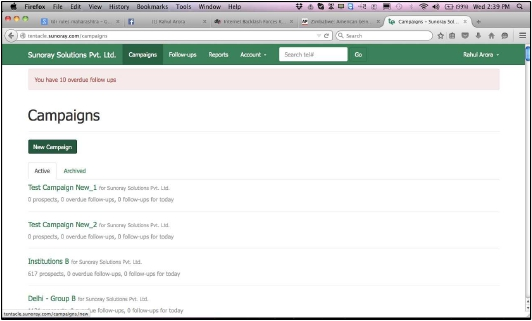 Firefox File Edit View History Bookmarks Tools Window Help
(99%) Wed 2:39 PM
(1) Rahul Arora
Campaigns - Sunoray Sol...
tentacle.sunoray.com/campaigns
Search
Sunoray Solutions Pvt. Ltd. Campaigns Follow-ups Reports Account Search tel# Go Rahul Arora
You have 10 overdue follow ups
Campaigns
New Campaign
Active Archived
Test Campaign New_1 for Sunoray Solutions Pvt. Ltd.
0 prospects, 0 overdue follow-ups, 0 follow-ups for today
Test Campaign New_2 for Sunoray Solutions Pvt. Ltd.
0 prospects, 0 overdue follow-ups, 0 follow-ups for today
Institutions B for Sunoray Solutions Pvt. Ltd.
617 prospects, 0 overdue follow-ups, 0 follow-ups for today
Delhi - Group B for Sunoray Solutions Pvt. Ltd.
follow-ups, 0 follow-ups for today
tentacle.sunoray.com/campaigns/new